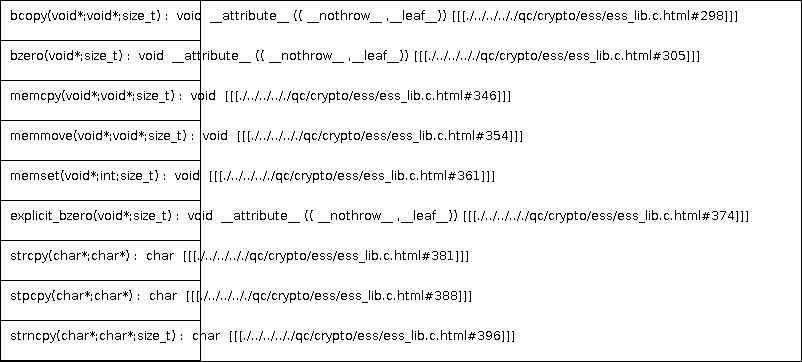 bcopy(void*;void*;size_t) : void __attribute__ (( __nothrow__ ,__leaf__)) [[[./../../.././qc/crypto/ess/ess_lib.c.html#298]]]
bzero(void*;size_t) : void __attribute__ (( __nothrow__ ,__leaf__)) [[[./../../.././qc/crypto/ess/ess_lib.c.html#305]]]
memcpy(void*;void*;size_t) : void [[[./../../.././qc/crypto/ess/ess_lib.c.html#346]]]
memmove(void*;void*;size_t) : void [[[./../../.././qc/crypto/ess/ess_lib.c.html#354]]]
memset(void*;int;size_t) : void [[[./../../.././qc/crypto/ess/ess_lib.c.html#361]]]
explicit_bzero(void*;size_t) : void __attribute__ (( __nothrow__ ,__leaf__)) [[[./../../.././qc/crypto/ess/ess_lib.c.html#374]]]
strcpy(char*;char*) : char [[[./../../.././qc/crypto/ess/ess_lib.c.html#381]]]
stpcpy(char*;char*) : char [[[./../../.././qc/crypto/ess/ess_lib.c.html#388]]]
strncpy(char*;char*;size_t) : char [[[./../../.././qc/crypto/ess/ess_lib.c.html#396]]]